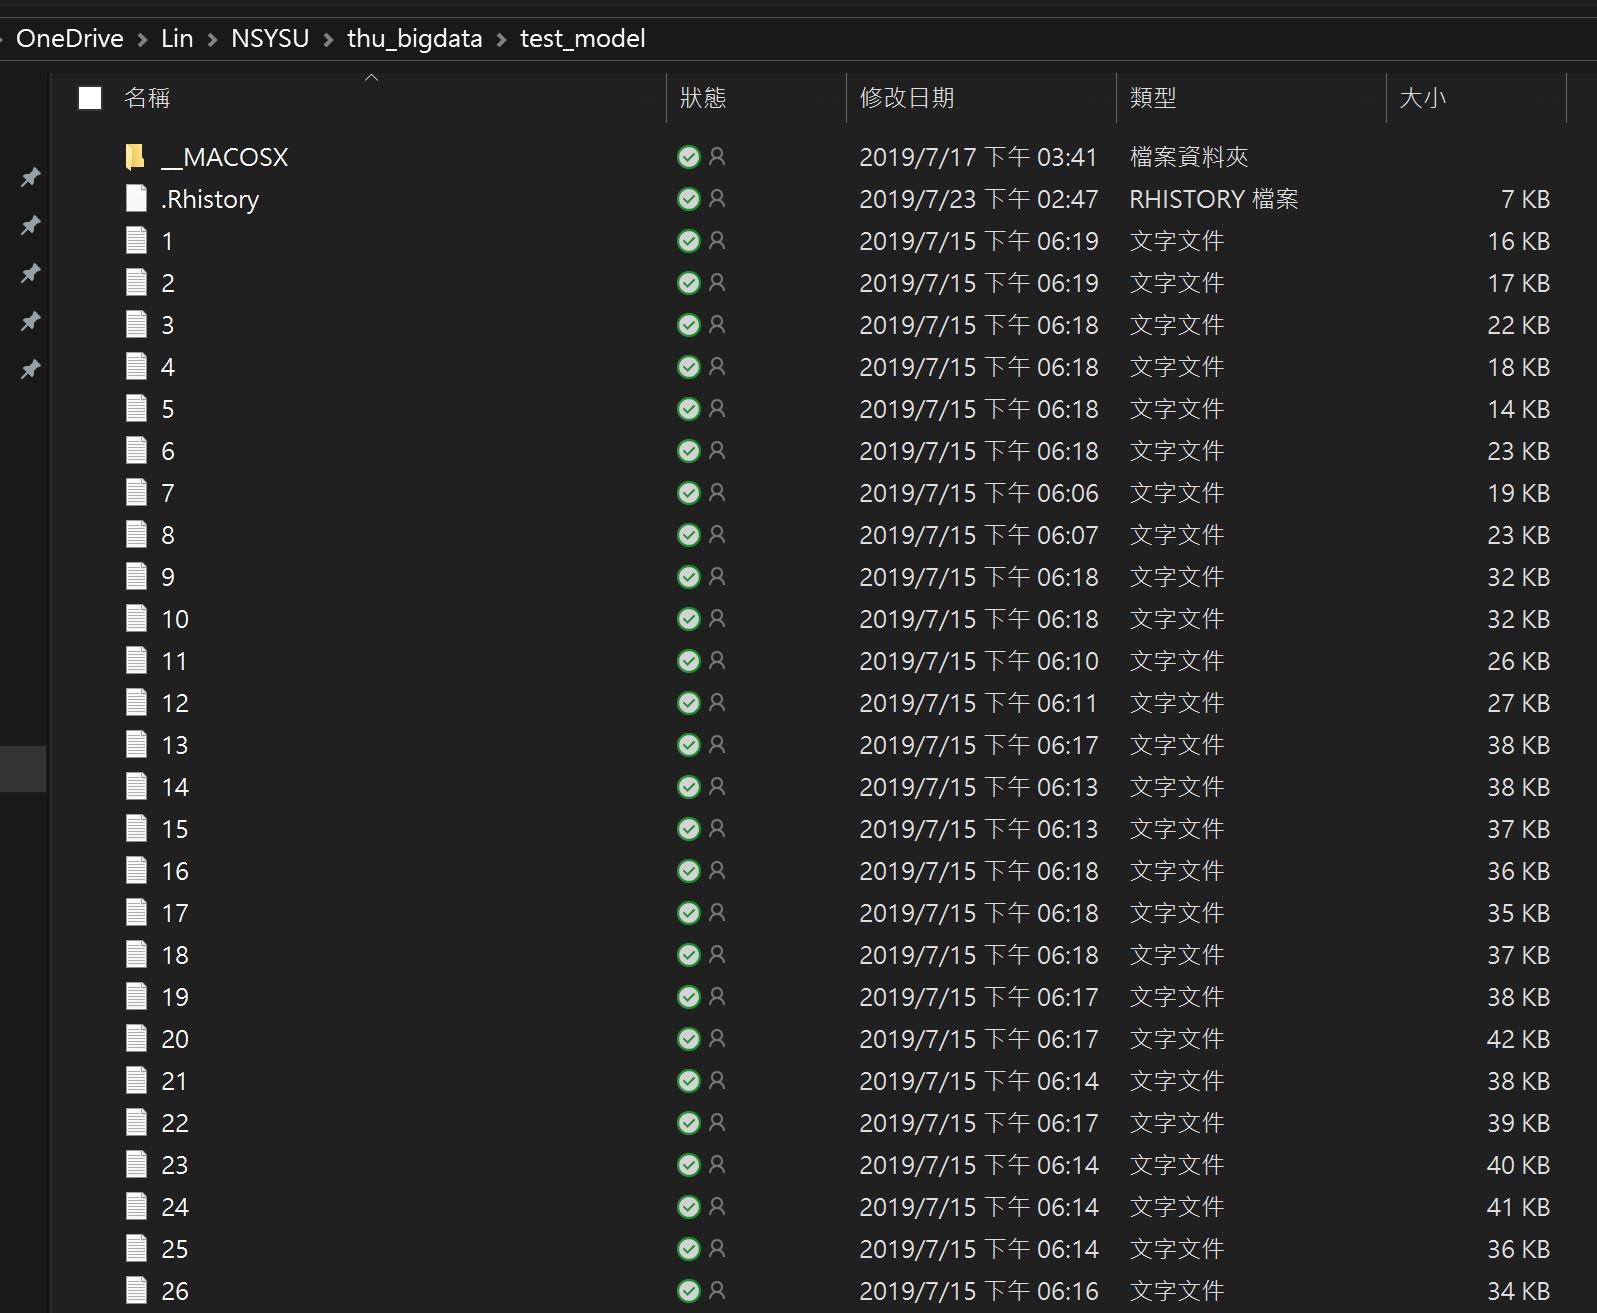 OneDrive > Lin > NSYSU > thu_bigdata > test_model
名稱 狀態 修改日期 類型 大小
__MACOSX 2019/7/17 下午 03:41 檔案資料夾
.Rhistory 2019/7/23 下午 02:47 RHISTORY 檔案 7 KB
1 2019/7/15 下午 06:19 文字文件 16 KB
2 2019/7/15 下午 06:19 文字文件 17 KB
3 2019/7/15 下午 06:18 文字文件 22 KB
4 2019/7/15 下午 06:18 文字文件 18 KB
5 2019/7/15 下午 06:18 文字文件 14 KB
6 2019/7/15 下午 06:18 文字文件 23 KB
7 2019/7/15 下午 06:06 文字文件 19 KB
8 2019/7/15 下午 06:07 文字文件 23 KB
9 2019/7/15 下午 06:18 文字文件 32 KB
10 2019/7/15 下午 06:18 文字文件 32 KB
11 2019/7/15 下午 06:10 文字文件 26 KB
12 2019/7/15 下午 06:11 文字文件 27 KB
13 2019/7/15 下午 06:17 文字文件 38 KB
14 2019/7/15 下午 06:13 文字文件 38 KB
15 2019/7/15 下午 06:13 文字文件 37 KB
16 2019/7/15 下午 06:18 文字文件 36 KB
17 2019/7/15 下午 06:18 文字文件 35 KB
18 2019/7/15 下午 06:18 文字文件 37 KB
19 2019/7/15 下午 06:17 文字文件 38 KB
20 2019/7/15 下午 06:17 文字文件 42 KB
21 2019/7/15 下午 06:14 文字文件 38 KB
22 2019/7/15 下午 06:17 文字文件 39 KB
23 2019/7/15 下午 06:14 文字文件 40 KB
24 2019/7/15 下午 06:14 文字文件 41 KB
25 2019/7/15 下午 06:14 文字文件 36 KB
26 2019/7/15 下午 06:16 文字文件 34 KB